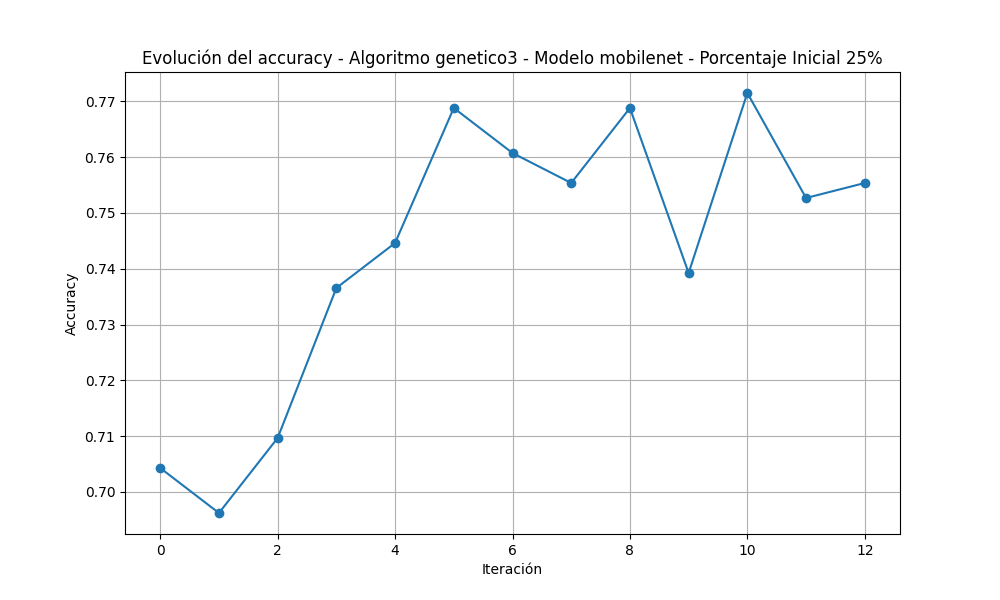 Evolución del accuracy - Algoritmo genetico3 - Modelo mobilenet - Porcentaje Inicial 25%
0.77
0.76
0.75
0.74
0.73
0.72
0.71
0.70
Accuracy
0 2 4 6 8 10 12
Iteración